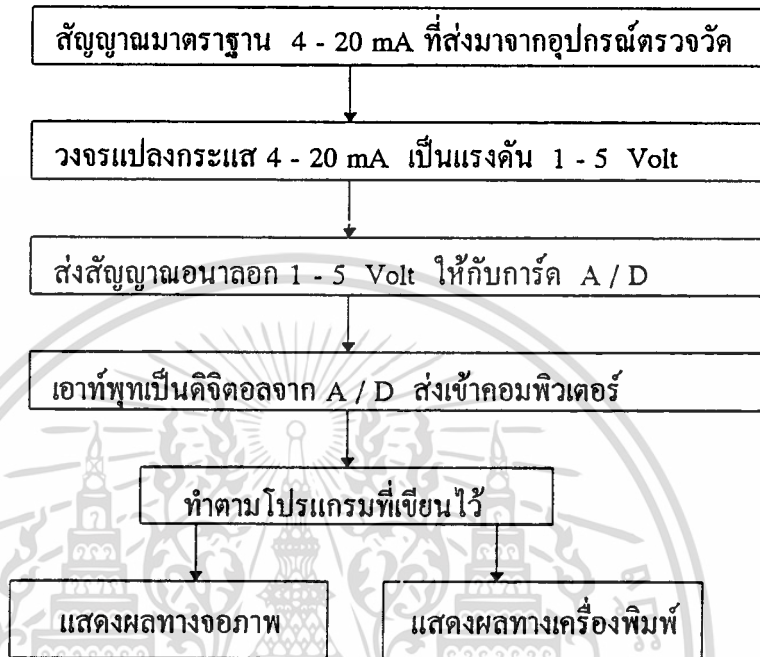 สัญญาณมาตราฐาน 4 - 20 mA ที่ส่งมาจากอุปกรณ์ตรวจวัด
วงจรแปลงกระแส 4 - 20 mA เป็นแรงดัน 1 - 5 Volt
ส่งสัญญาณอนาลอก 1 - 5 Volt ให้กับการ์ด A / D
เอาท์พุทเป็นดิจิตอลจาก A / D ส่งเข้าคอมพิวเตอร์
ทำตามโปรแกรมที่เขียนไว้
แสดงผลทางจอภาพ
แสดงผลทางเครื่องพิมพ์